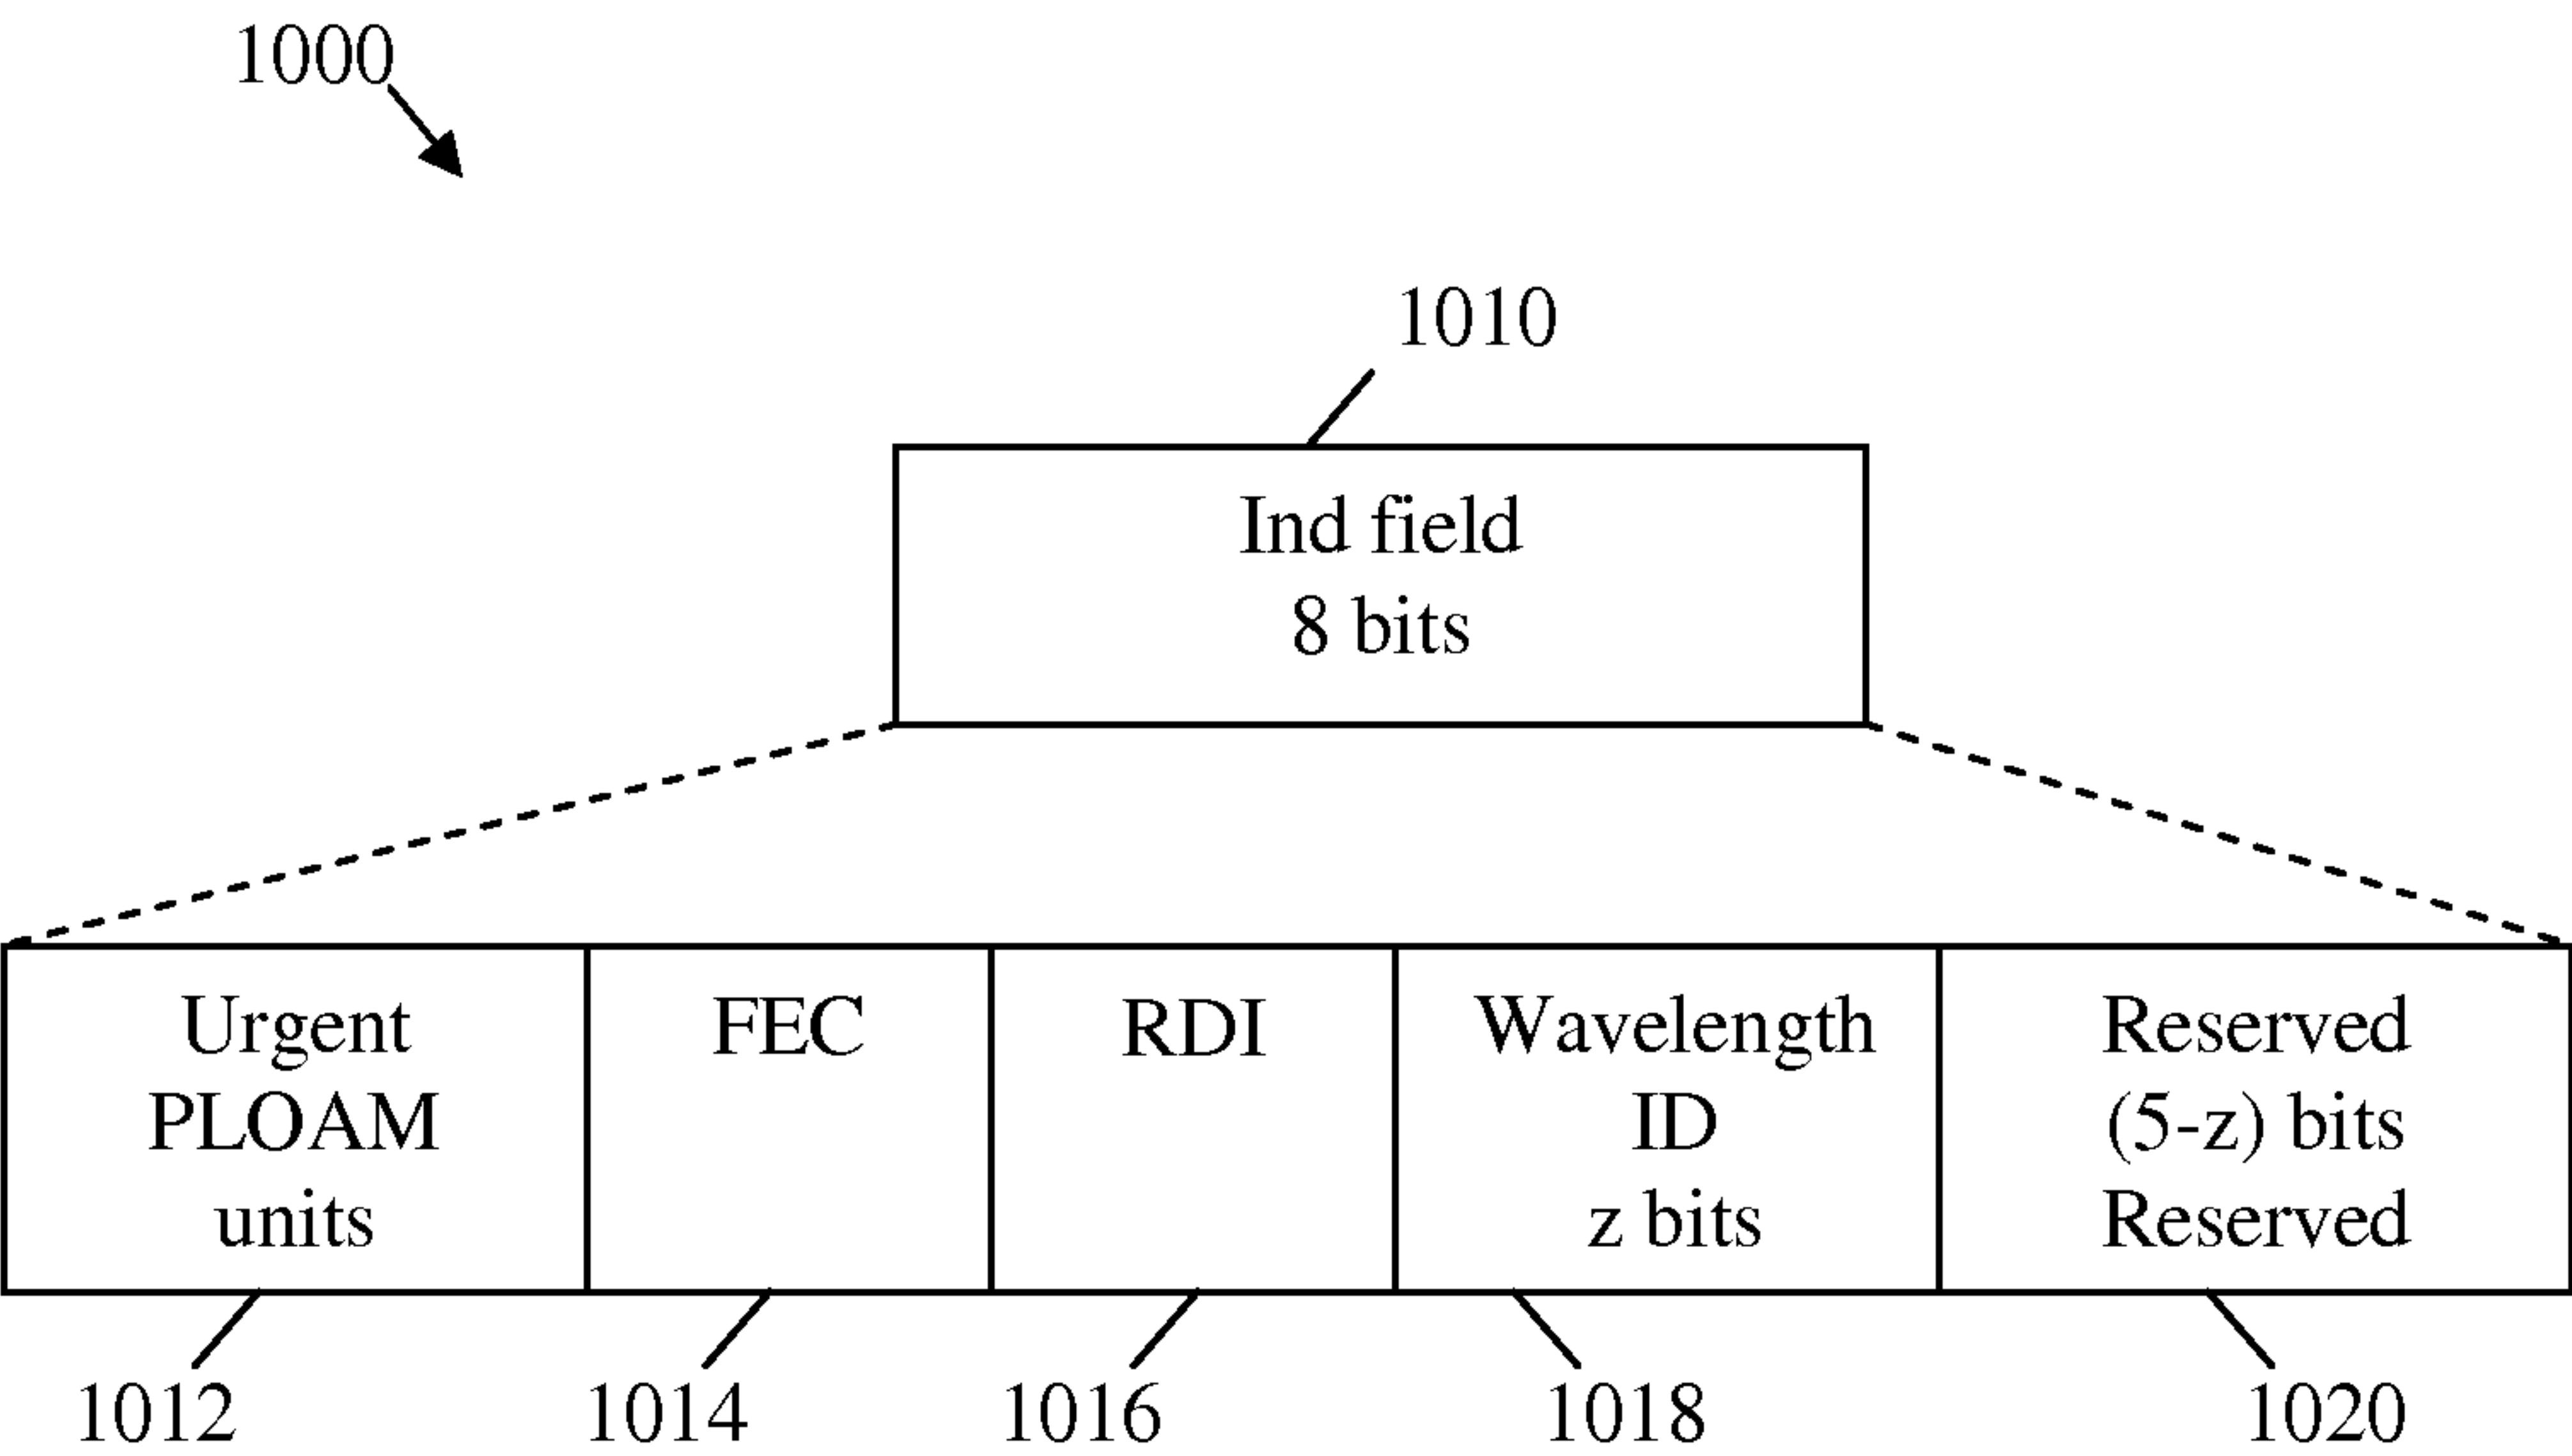 1000
1010
Ind field
8 bits
Urgent
PLOAM
units
FEC
RDI
Wavelength
ID
z bits
Reserved
(5-z) bits
Reserved
1012
1014
1016
1018
1020